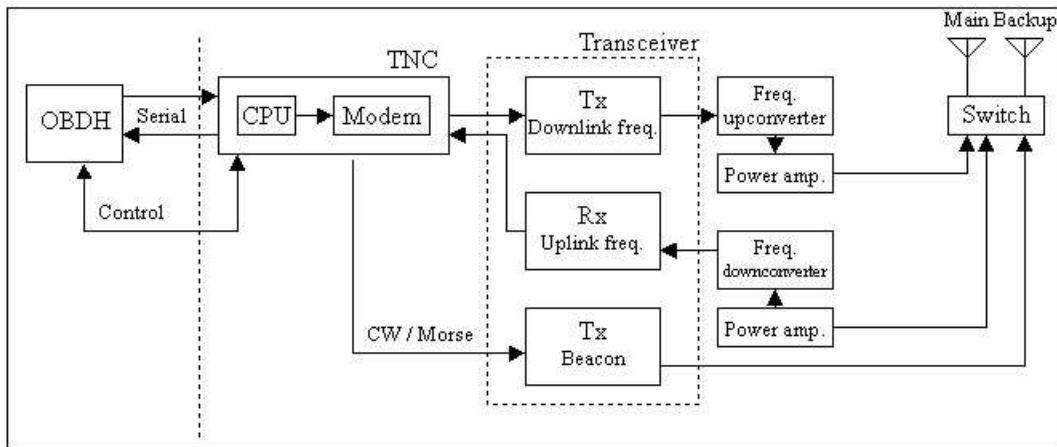 Main Backup
Transceiver
TNC
OBDH
Serial
CPU
Modem
Tx
Downlink freq.
Freq.
upconverter
Switch
Power amp.
Control
Rx
Uplink freq.
Freq.
downconverter
Power amp.
CW / Morse
Tx
Beacon